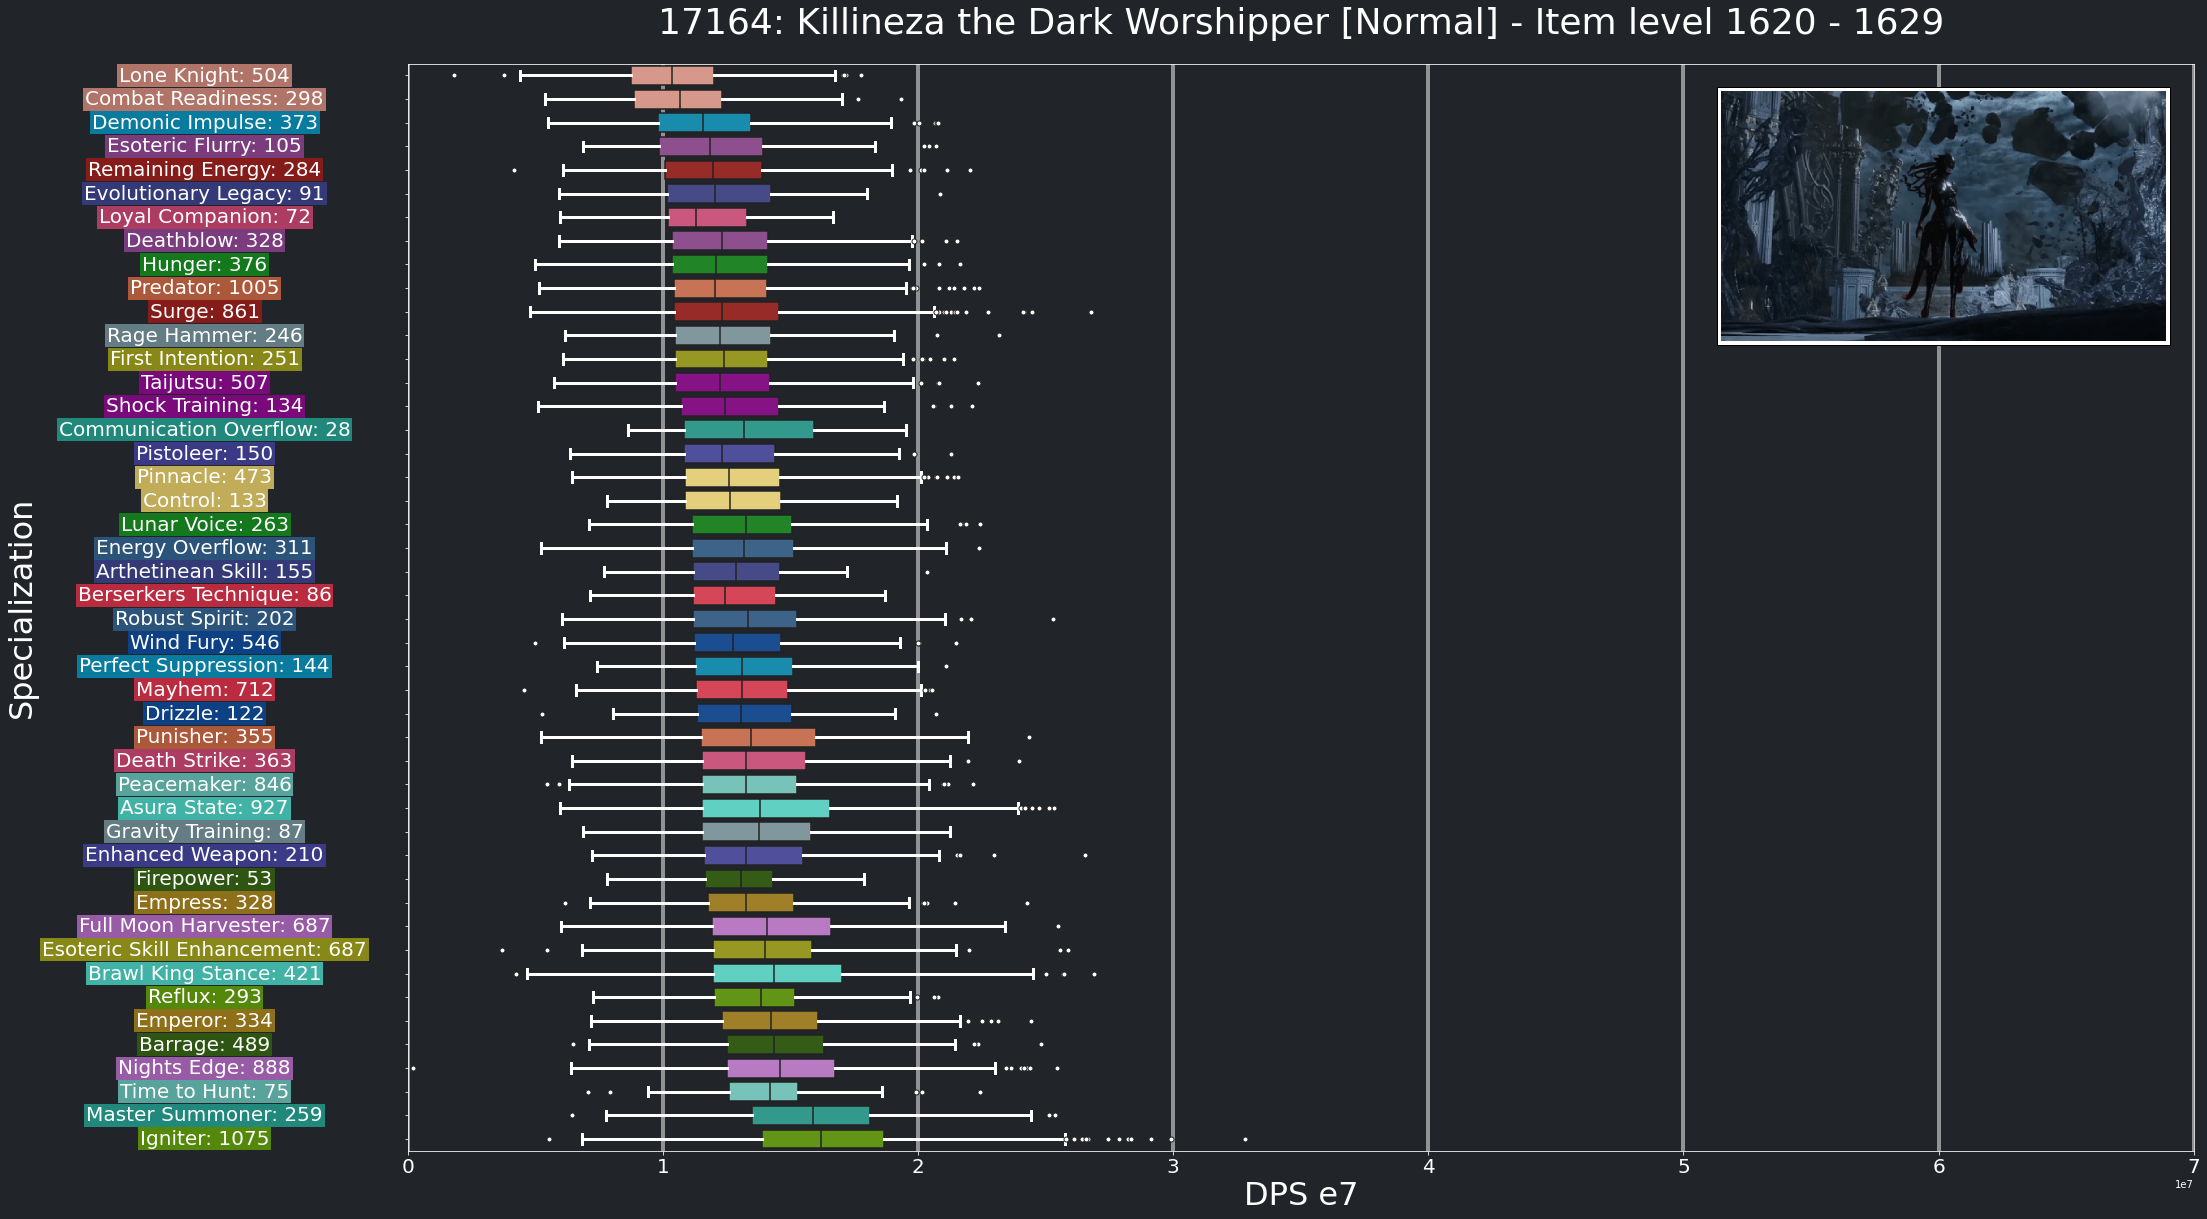 17164: Killineza the Dark Worshipper [Normal] - Item level 1620 - 1629
Specialization
Lone Knight: 504
Combat Readiness: 298
Demonic Impulse: 373
Esoteric Flurry: 105
Remaining Energy: 284
Evolutionary Legacy: 91
Loyal Companion: 72
Deathblow: 328
Hunger: 376
Predator: 1005
Surge: 861
Rage Hammer: 246
First Intention: 251
Taijutsu: 507
Shock Training: 134
Communication Overflow: 28
Pistoleer: 150
Pinnacle: 473
Control: 133
Lunar Voice: 263
Energy Overflow: 311
Arthetinean Skill: 155
Berserkers Technique: 86
Robust Spirit: 202
Wind Fury: 546
Perfect Suppression: 144
Mayhem: 712
Drizzle: 122
Punisher: 355
Death Strike: 363
Peacemaker: 846
Asura State: 927
Gravity Training: 87
Enhanced Weapon: 210
Firepower: 53
Empress: 328
Full Moon Harvester: 687
Esoteric Skill Enhancement: 687
Brawl King Stance: 421
Reflux: 293
Emperor: 334
Barrage: 489
Nights Edge: 888
Time to Hunt: 75
Master Summoner: 259
Igniter: 1075
0 1 2 3 4 5 6 7
1e7
DPS e7